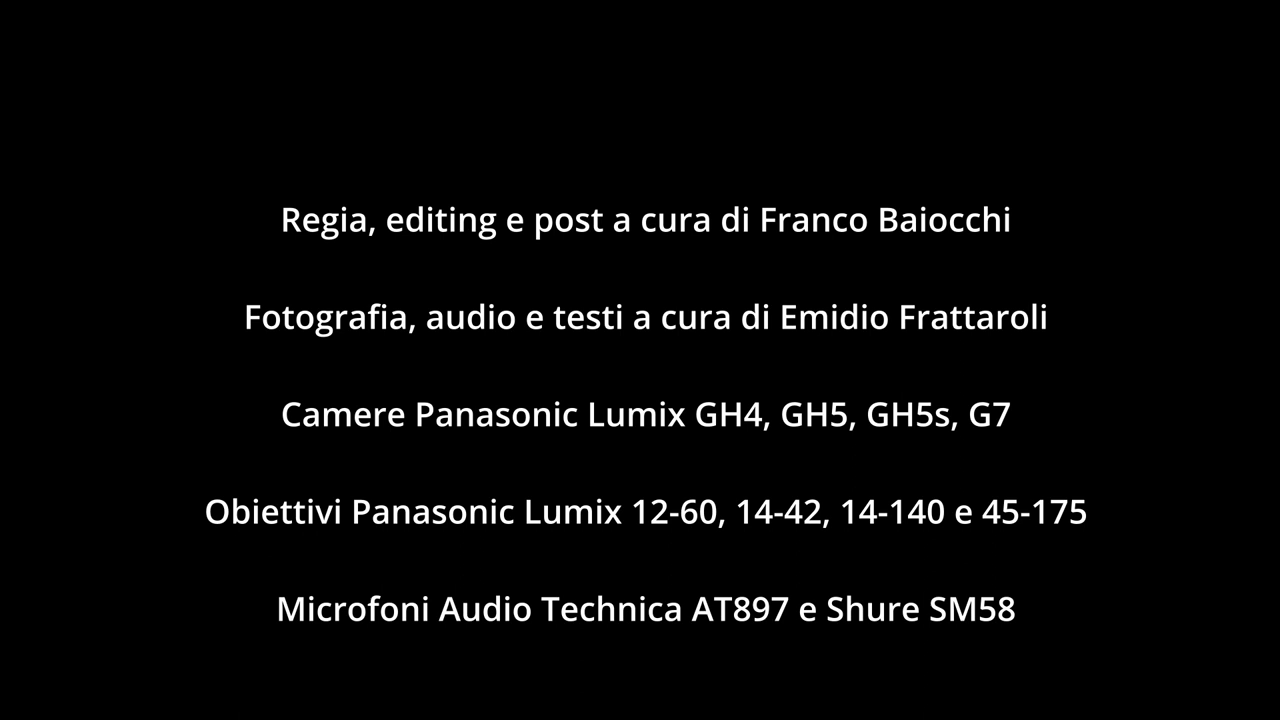 Regia, editing e post a cura di Franco Baiocchi
Fotografia, audio e testi a cura di Emidio Frattaroli
Camere Panasonic Lumix GH4, GH5, GH5s, G7
Obiettivi Panasonic Lumix 12-60, 14-42, 14-140 e 45-175
Microfoni Audio Technica AT897 e Shure SM58